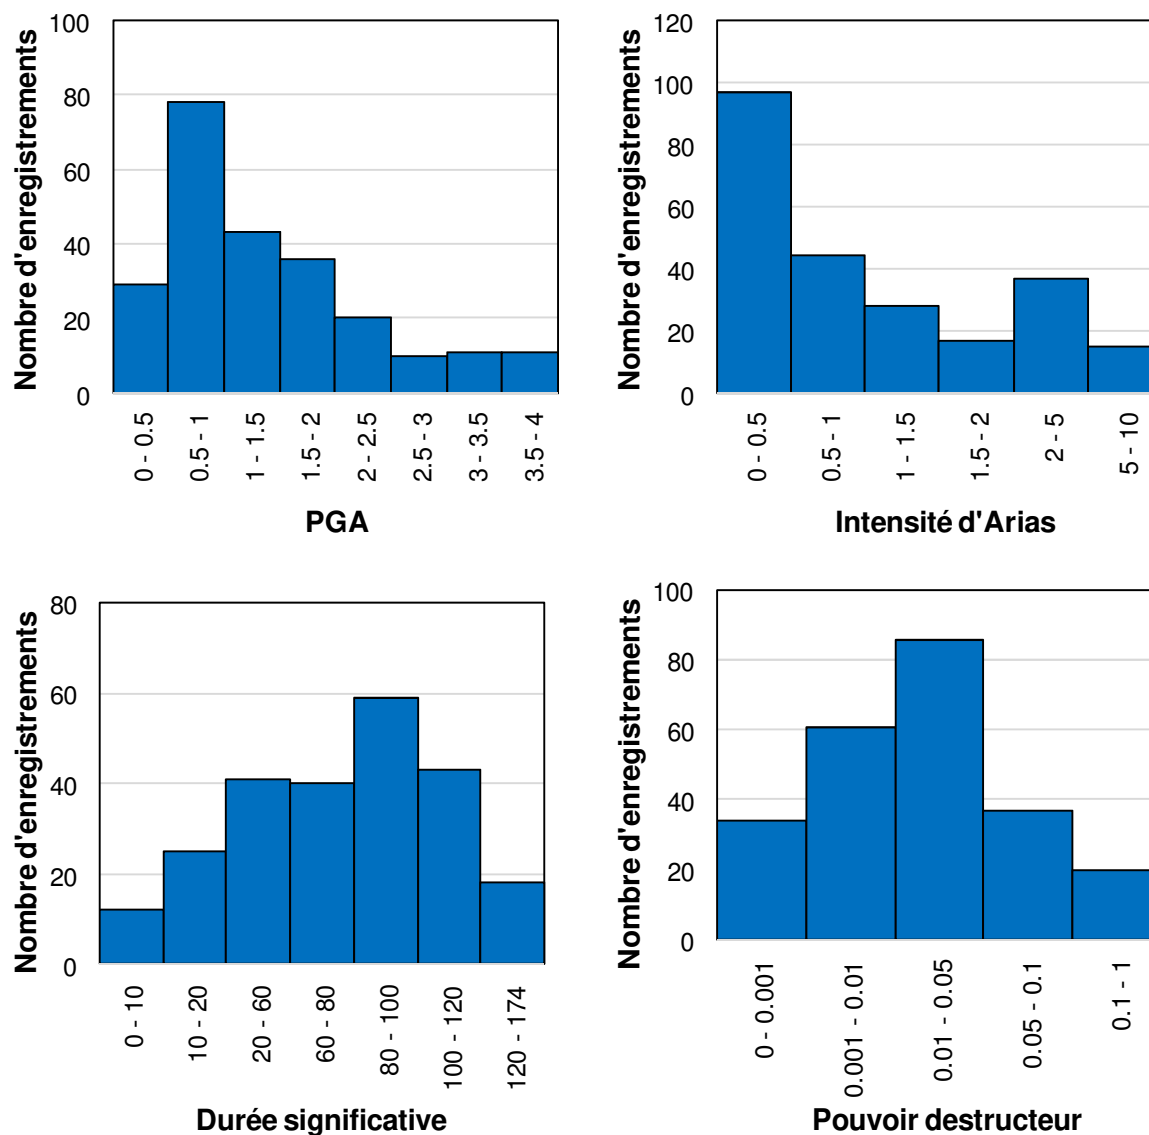 Nombre d'enregistrements
100
80
60
40
20
0
0 - 0.5
0.5 - 1
1 - 1.5
1.5 - 2
2 - 2.5
2.5 - 3
3 - 3.5
3.5 - 4
PGA
Nombre d'enregistrements
120
100
80
60
40
20
0
0 - 0.5
0.5 - 1
1 - 1.5
1.5 - 2
2 - 5
5 - 10
Intensité d'Arias
Nombre d'enregistrements
80
60
40
20
0
0 - 10
10 - 20
20 - 60
60 - 80
80 - 100
100 - 120
120 - 174
Durée significative
Nombre d'enregistrements
100
80
60
40
20
0
0 - 0.001
0.001 - 0.01
0.01 - 0.05
0.05 - 0.1
0.1 - 1
Pouvoir destructeur